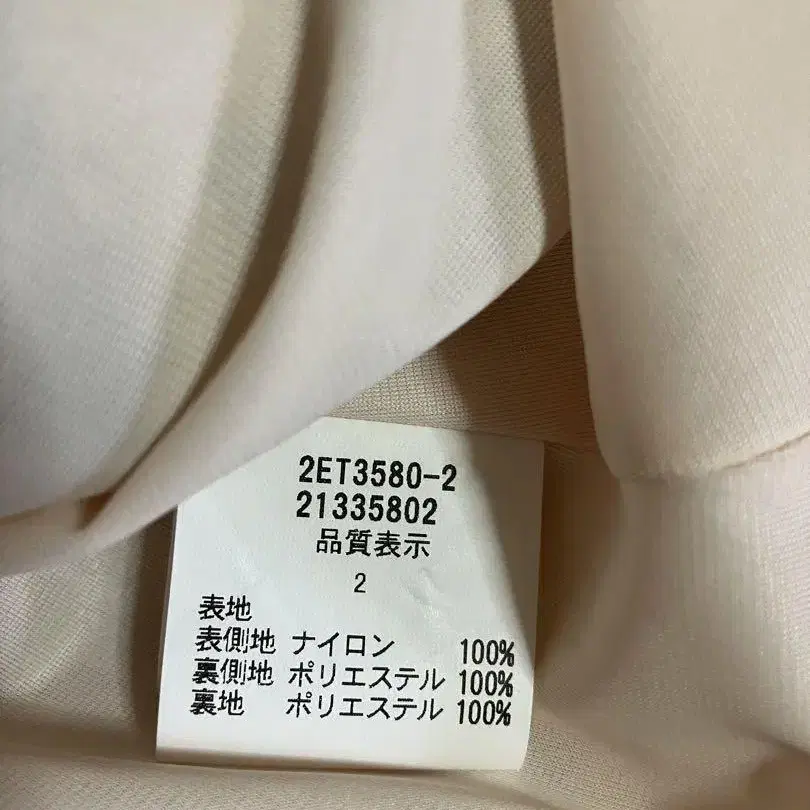 2ET3580-2
21335802
品質表示
2
表地
表側地 ナイロン 100%
裏側地 ポリエステル 100%
裏地 ポリエステル 100%